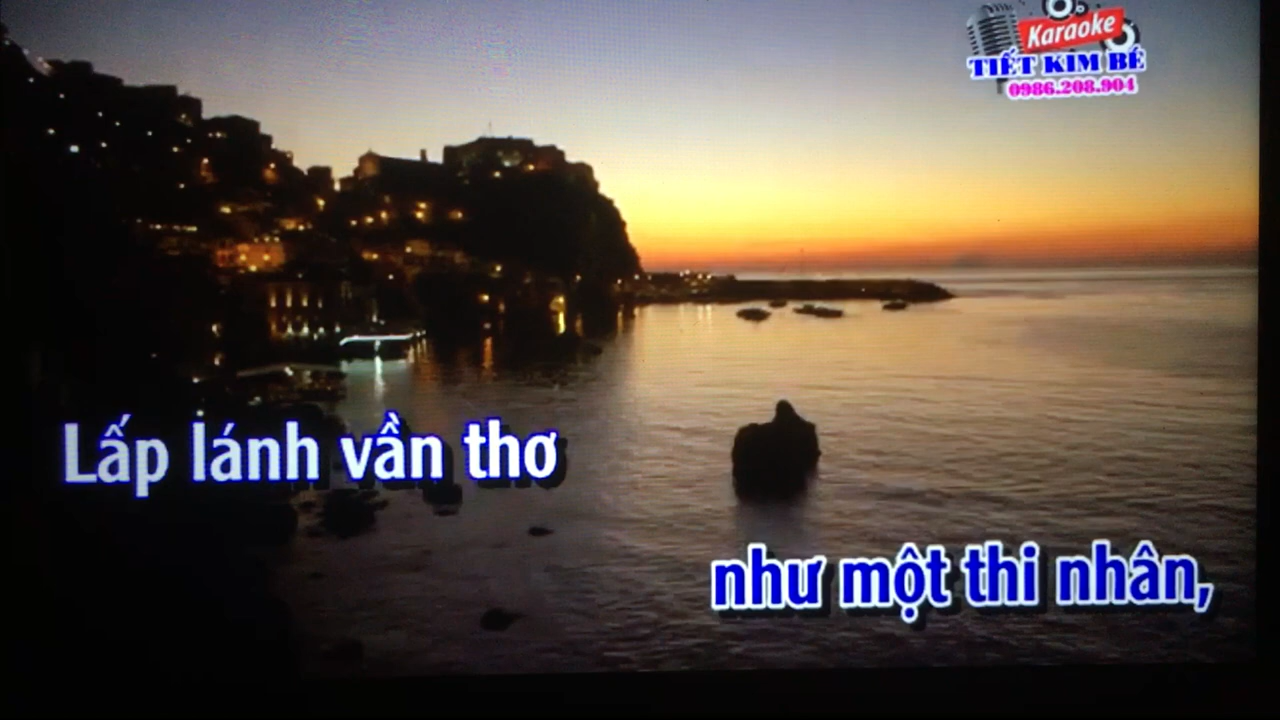 Karaoke
TIẾT KIM BÉ
0986.208.904
Lấp lánh vần thơ
như một thi nhân,